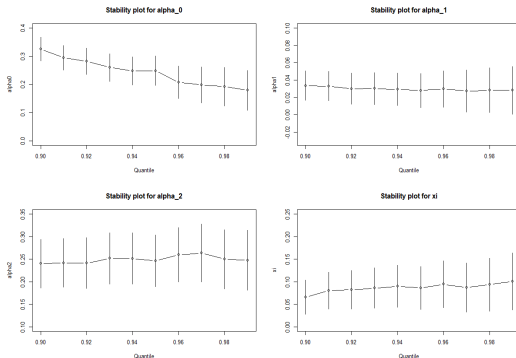 Stability plot for alpha_0
alpha0
0.0 0.1 0.2 0.3 0.4
0.90 0.92 0.94 0.96 0.98
Quantile
Stability plot for alpha_1
alpha1
-0.02 0.00 0.02 0.04 0.06 0.08 0.10
0.90 0.92 0.94 0.96 0.98
Quantile
Stability plot for alpha_2
alpha2
0.10 0.15 0.20 0.25 0.30 0.35
0.90 0.92 0.94 0.96 0.98
Quantile
Stability plot for xi
xi
0.00 0.05 0.10 0.15 0.20 0.25
0.90 0.92 0.94 0.96 0.98
Quantile